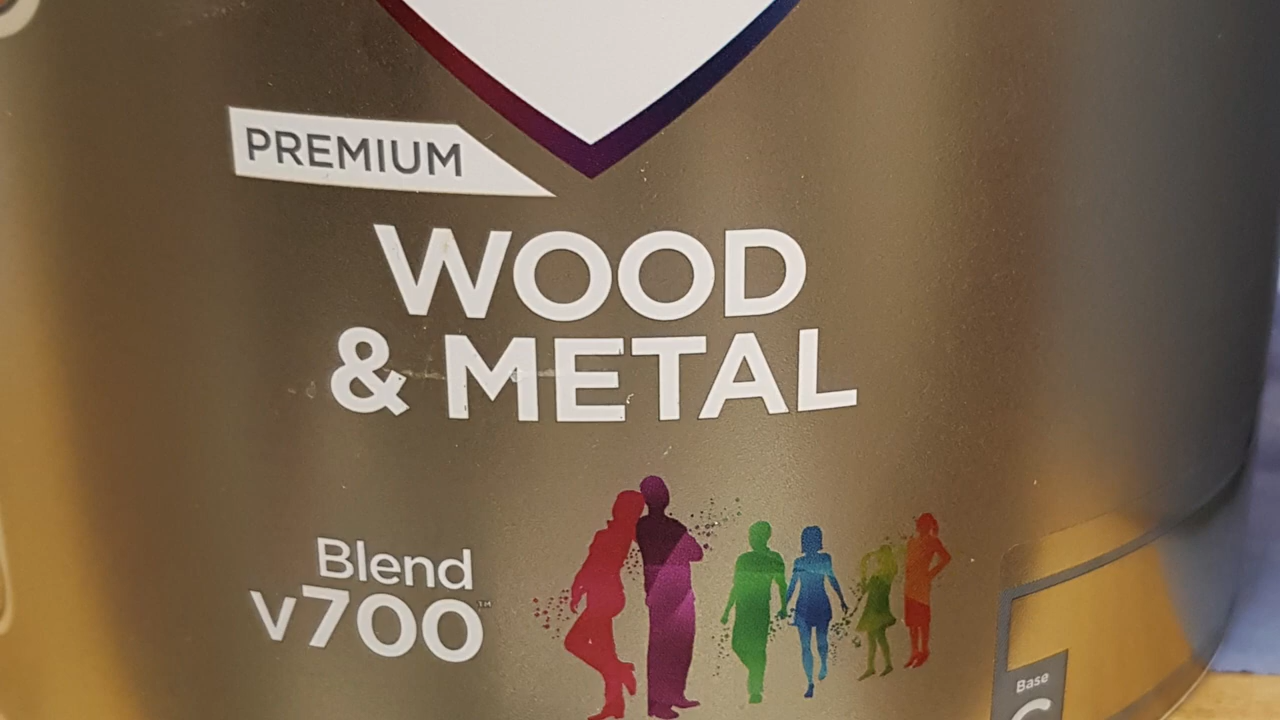 PREMIUM
WOOD
& METAL
Blend
v700™
Base